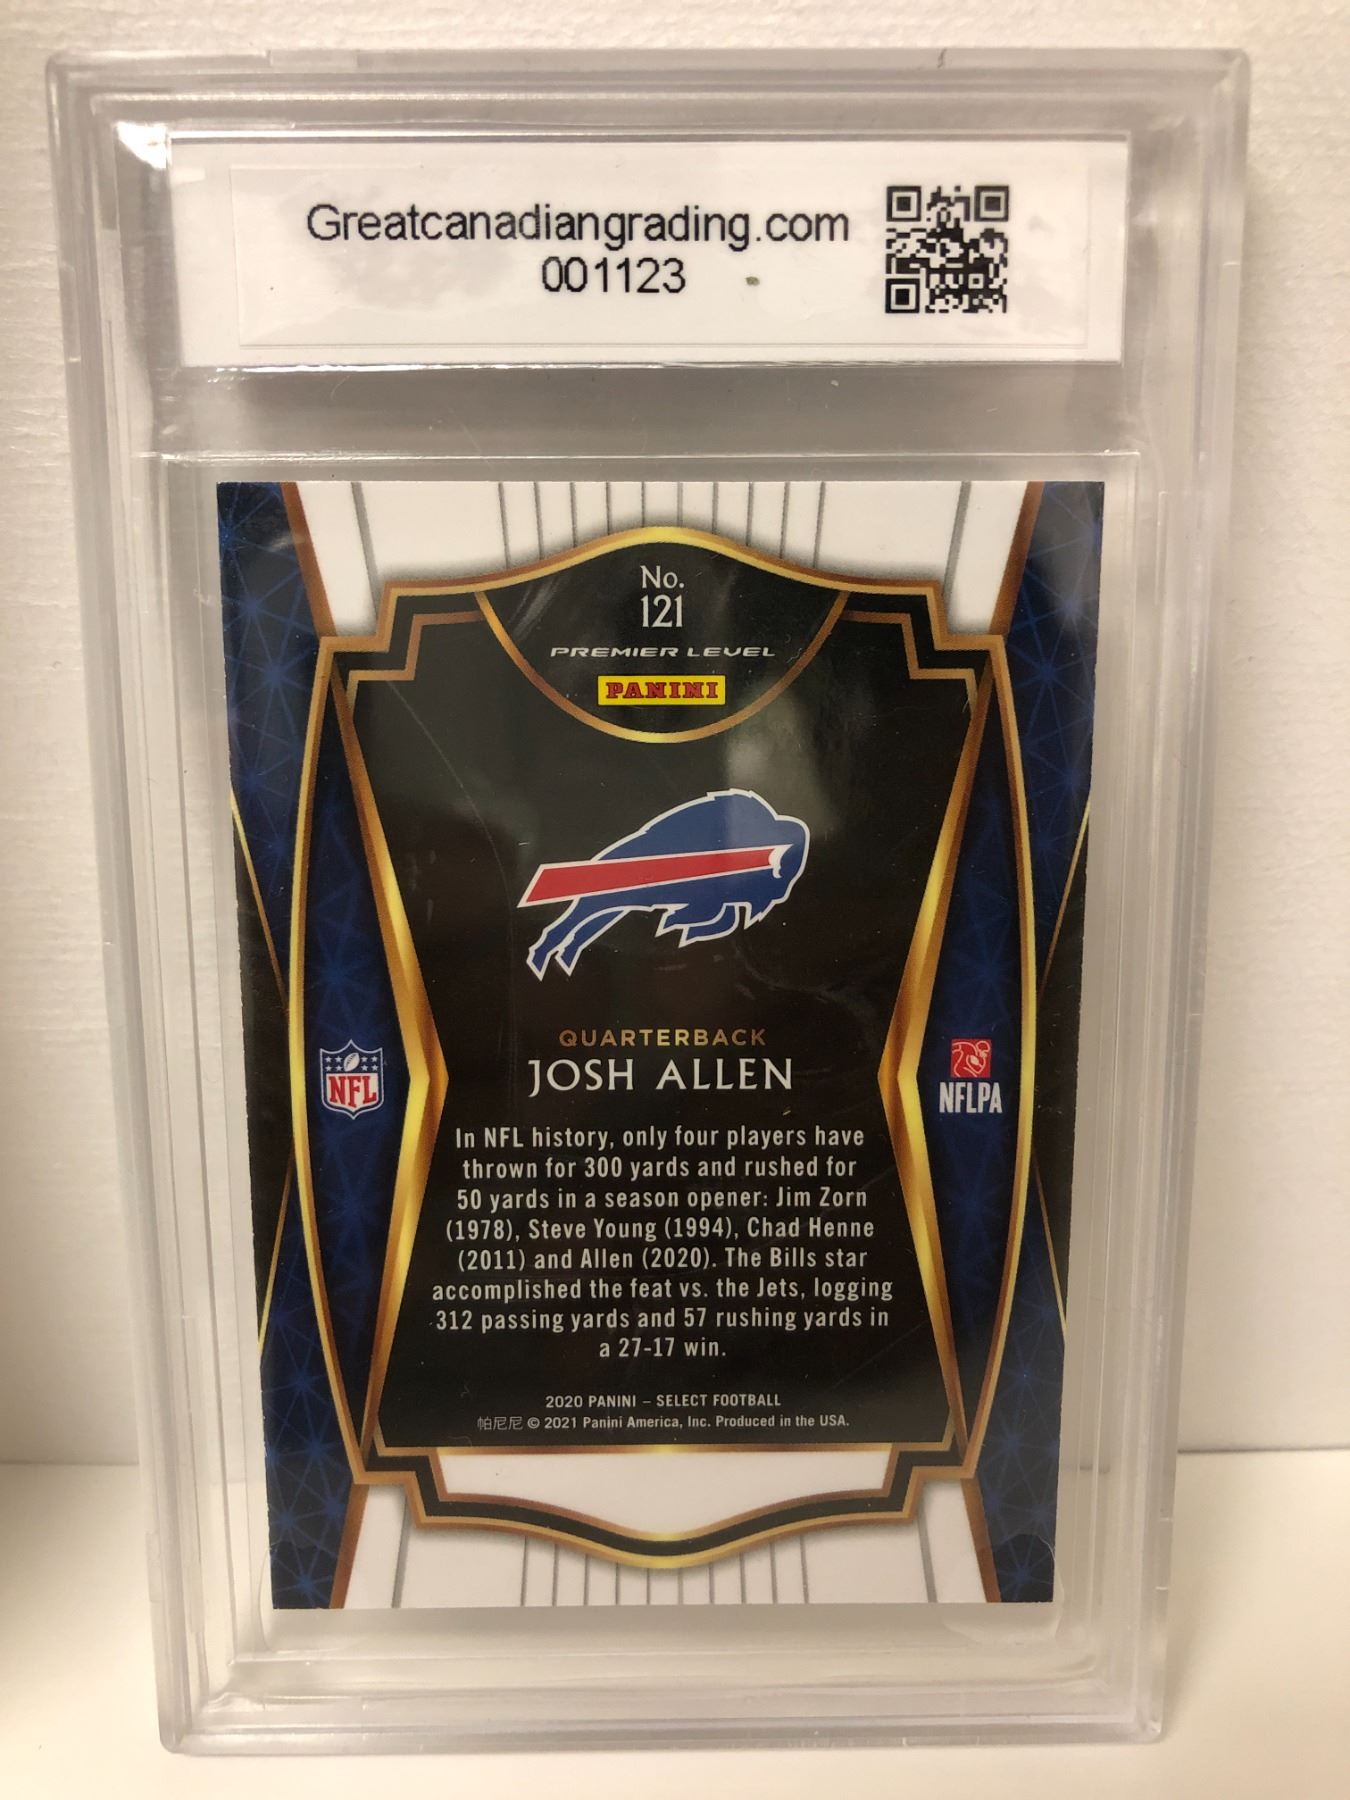 Greatcanadiangrading.com
001123
No.
121
PREMIER LEVEL
PANINI
QUARTERBACK
JOSH ALLEN
NFL
NFLPA
In NFL history, only four players have
thrown for 300 yards and rushed for
50 yards in a season opener: Jim Zorn
(1978), Steve Young (1994), Chad Henne
(2011) and Allen (2020). The Bills star
accomplished the feat vs. the Jets, logging
312 passing yards and 57 rushing yards in
a 27-17 win.
2020 PANINI – SELECT FOOTBALL
帕尼尼 © 2021 Panini America, Inc. Produced in the USA.